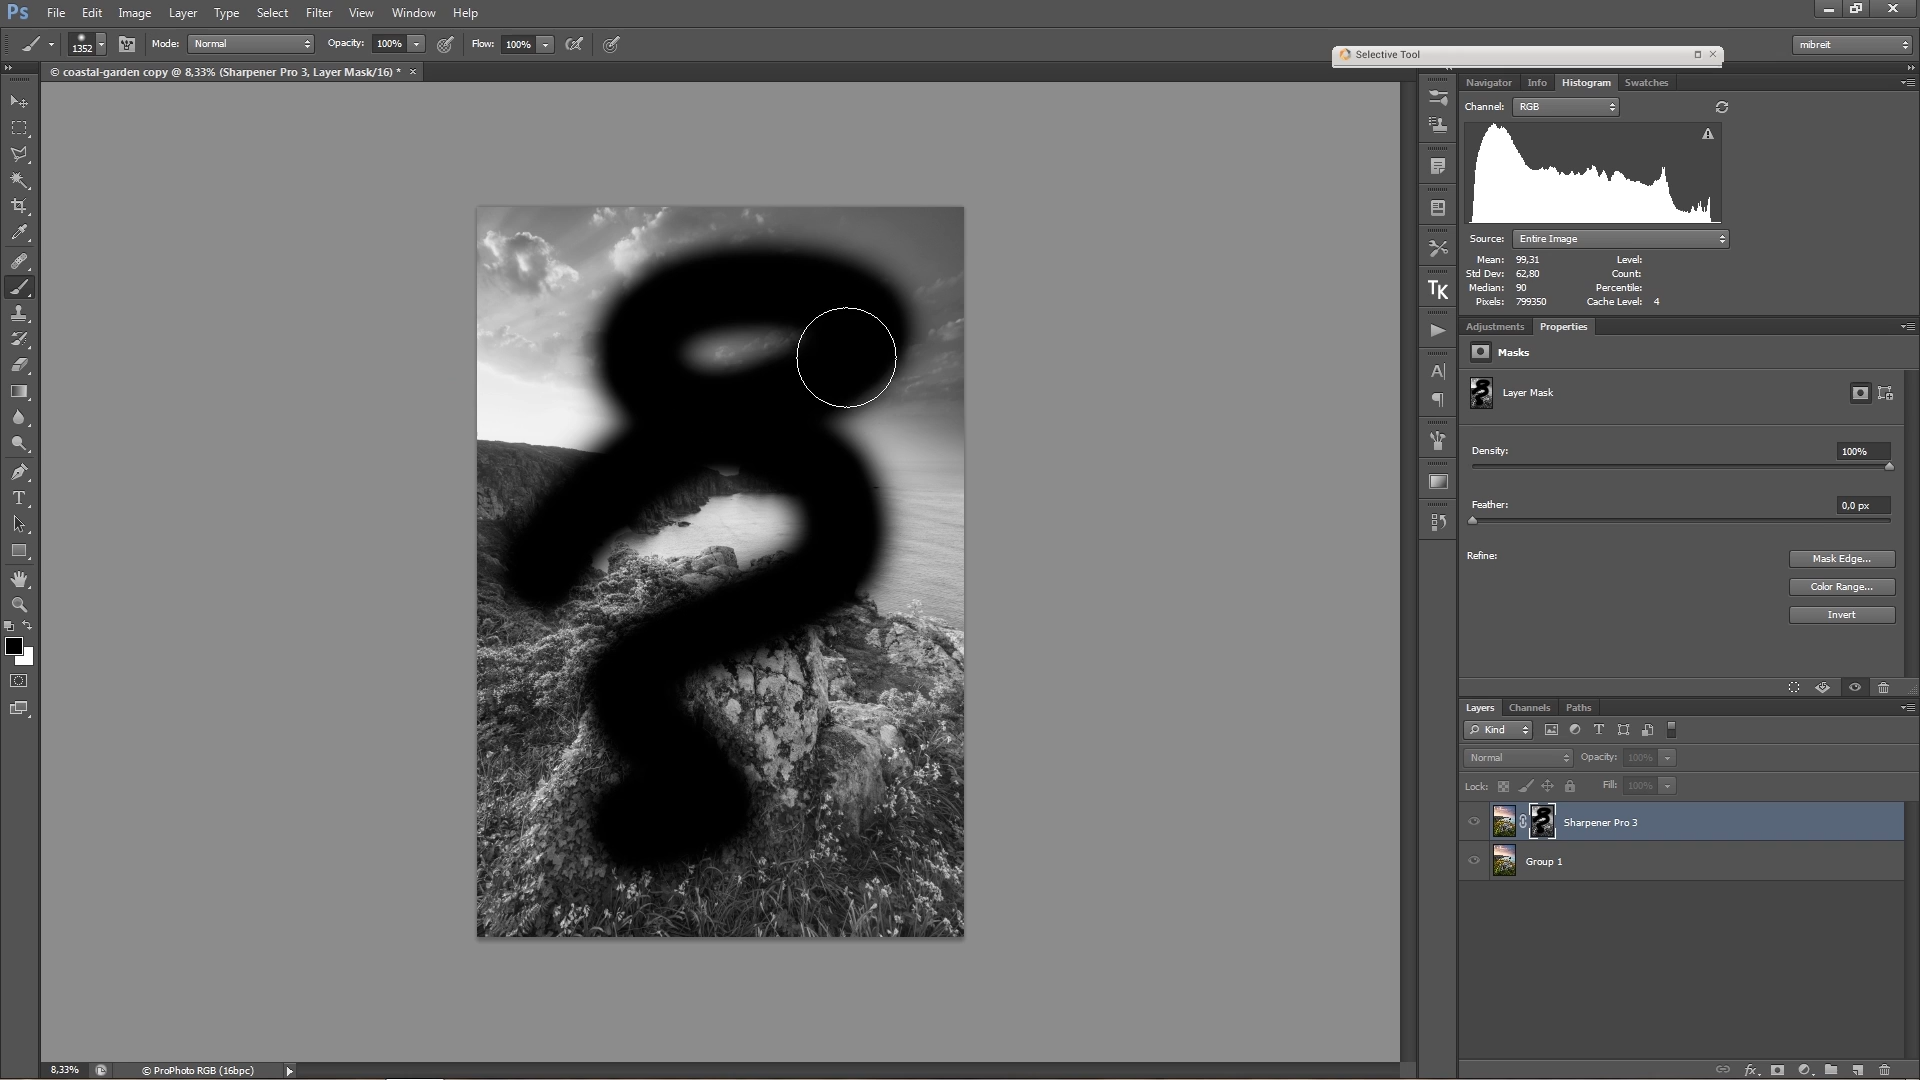 Ps File Edit Image Layer Type Select Filter View Window Help
1352 Mode: Normal Opacity: 100% Flow: 100% mibreit
Selective Tool
© coastal-garden copy @ 8,33% (Sharpener Pro 3, Layer Mask/16) * ×
Navigator Info Histogram Swatches
Channel: RGB
Source: Entire Image
Mean: 99,31 Level:
Std Dev: 62,80 Count:
Median: 90 Percentile:
Pixels: 799350 Cache Level: 4
TK
Adjustments Properties
Masks
Layer Mask
Density: 100%
Feather: 0,0 px
Refine: Mask Edge...
Color Range...
Invert
Layers Channels Paths
Kind
Normal Opacity: 100%
Lock: Fill: 100%
Sharpener Pro 3
Group 1
8,33% © ProPhoto RGB (16bpc)